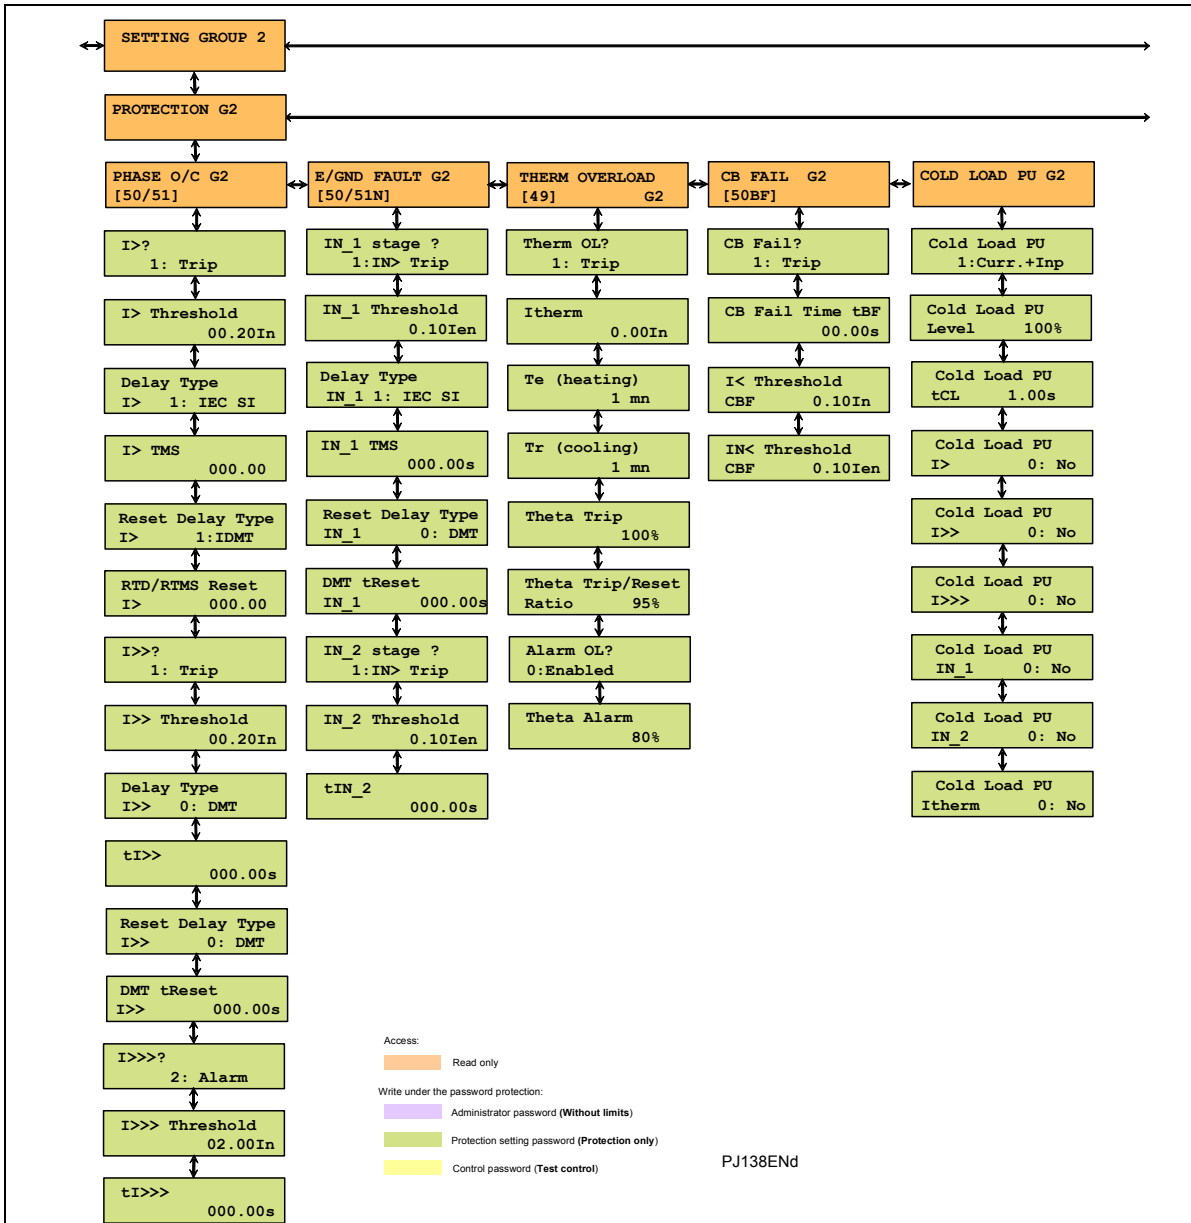 SETTING GROUP 2
PROTECTION G2
PHASE O/C G2
[50/51]
I>?
1: Trip
I> Threshold
00.20In
Delay Type
I> 1: IEC SI
I> TMS
000.00
Reset Delay Type
I> 1:IDMT
RTD/RTMS Reset
I> 000.00
I>>?
1: Trip
I>> Threshold
00.20In
Delay Type
I>> 0: DMT
tI>>
000.00s
Reset Delay Type
I>> 0: DMT
DMT tReset
I>> 000.00s
I>>>?
2: Alarm
I>>> Threshold
02.00In
tI>>>
000.00s
E/GND FAULT G2
[50/51N]
IN_1 stage ?
1:IN> Trip
IN_1 Threshold
0.10Ien
Delay Type
IN_1 1: IEC SI
IN_1 TMS
000.00s
Reset Delay Type
IN_1 0: DMT
DMT tReset
IN_1 000.00s
IN_2 stage ?
1:IN> Trip
IN_2 Threshold
0.10Ien
tIN_2
000.00s
THERM OVERLOAD
[49] G2
Therm OL?
1: Trip
Itherm
0.00In
Te (heating)
1 mn
Tr (cooling)
1 mn
Theta Trip
100%
Theta Trip/Reset
Ratio 95%
Alarm OL?
0:Enabled
Theta Alarm
80%
CB FAIL G2
[50BF]
CB Fail?
1: Trip
CB Fail Time tBF
00.00s
I< Threshold
CBF 0.10In
IN< Threshold
CBF 0.10Ien
COLD LOAD PU G2
Cold Load PU
1:Curr.+Inp
Cold Load PU
Level 100%
Cold Load PU
tCL 1.00s
Cold Load PU
I> 0: No
Cold Load PU
I>> 0: No
Cold Load PU
I>>> 0: No
Cold Load PU
IN_1 0: No
Cold Load PU
IN_2 0: No
Cold Load PU
Itherm 0: No
Access:
Read only
Write under the password protection:
Administrator password (Without limits)
Protection setting password (Protection only)
Control password (Test control)
PJ138ENd